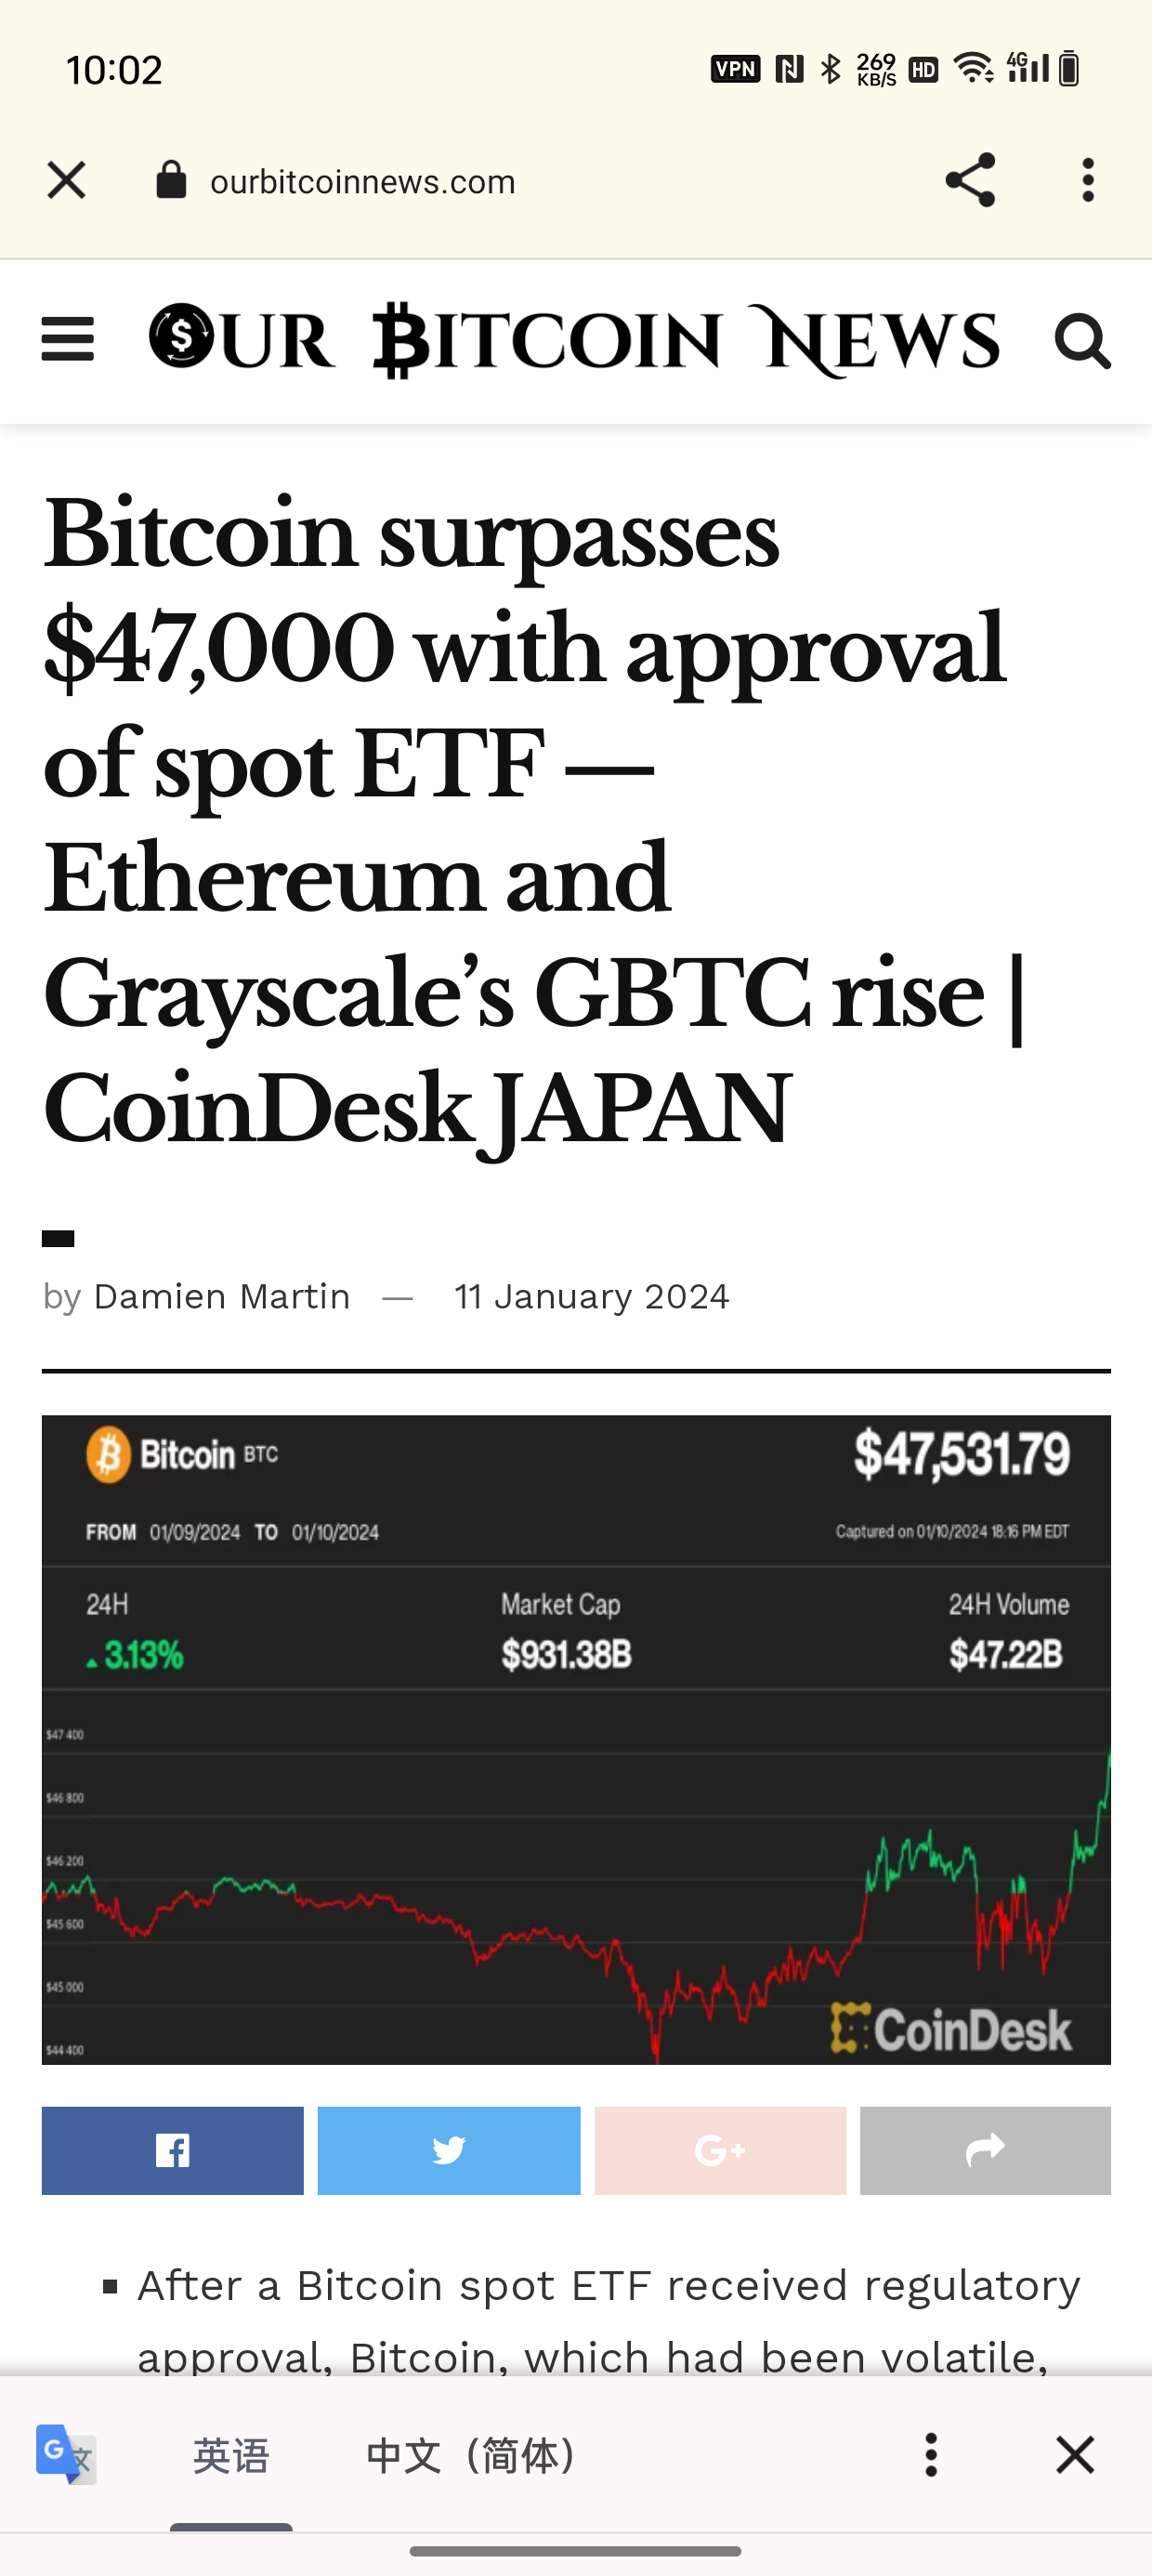 10:02
VPN
269
KB/S
HD
4G
ourbitcoinnews.com
OUR BITCOIN NEWS
Bitcoin surpasses
$47,000 with approval
of spot ETF —
Ethereum and
Grayscale’s GBTC rise |
CoinDesk JAPAN
by Damien Martin — 11 January 2024
Bitcoin BTC
$47,531.79
FROM 01/09/2024 TO 01/10/2024
Captured on 01/10/2024 18:16 PM EDT
24H Market Cap 24H Volume
3.13% $931.38B $47.22B
$47 400
$46 800
$46 200
$45 600
$45 000
$44 400
CoinDesk
G+
After a Bitcoin spot ETF received regulatory
approval, Bitcoin, which had been volatile,
G 文
英语 中文（简体）